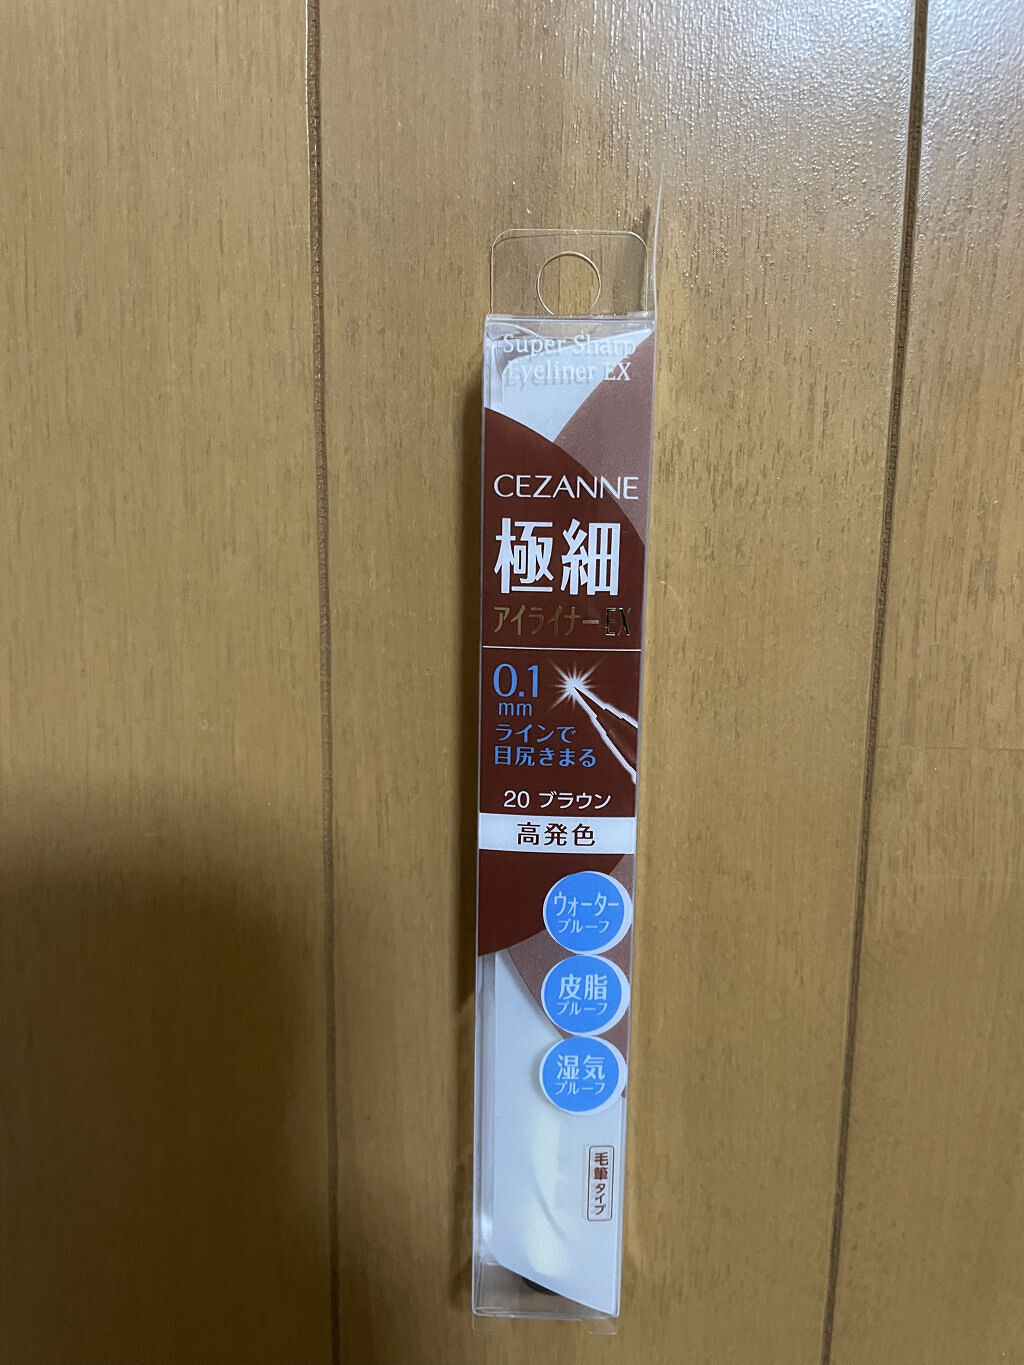 Super Sharp
Eyeliner EX
CEZANNE
極細
アイライナーEX
0.1
mm
ラインで
目尻きまる
20 ブラウン
高発色
ウォーター
プルーフ
皮脂
プルーフ
湿気
プルーフ
毛筆タイプ